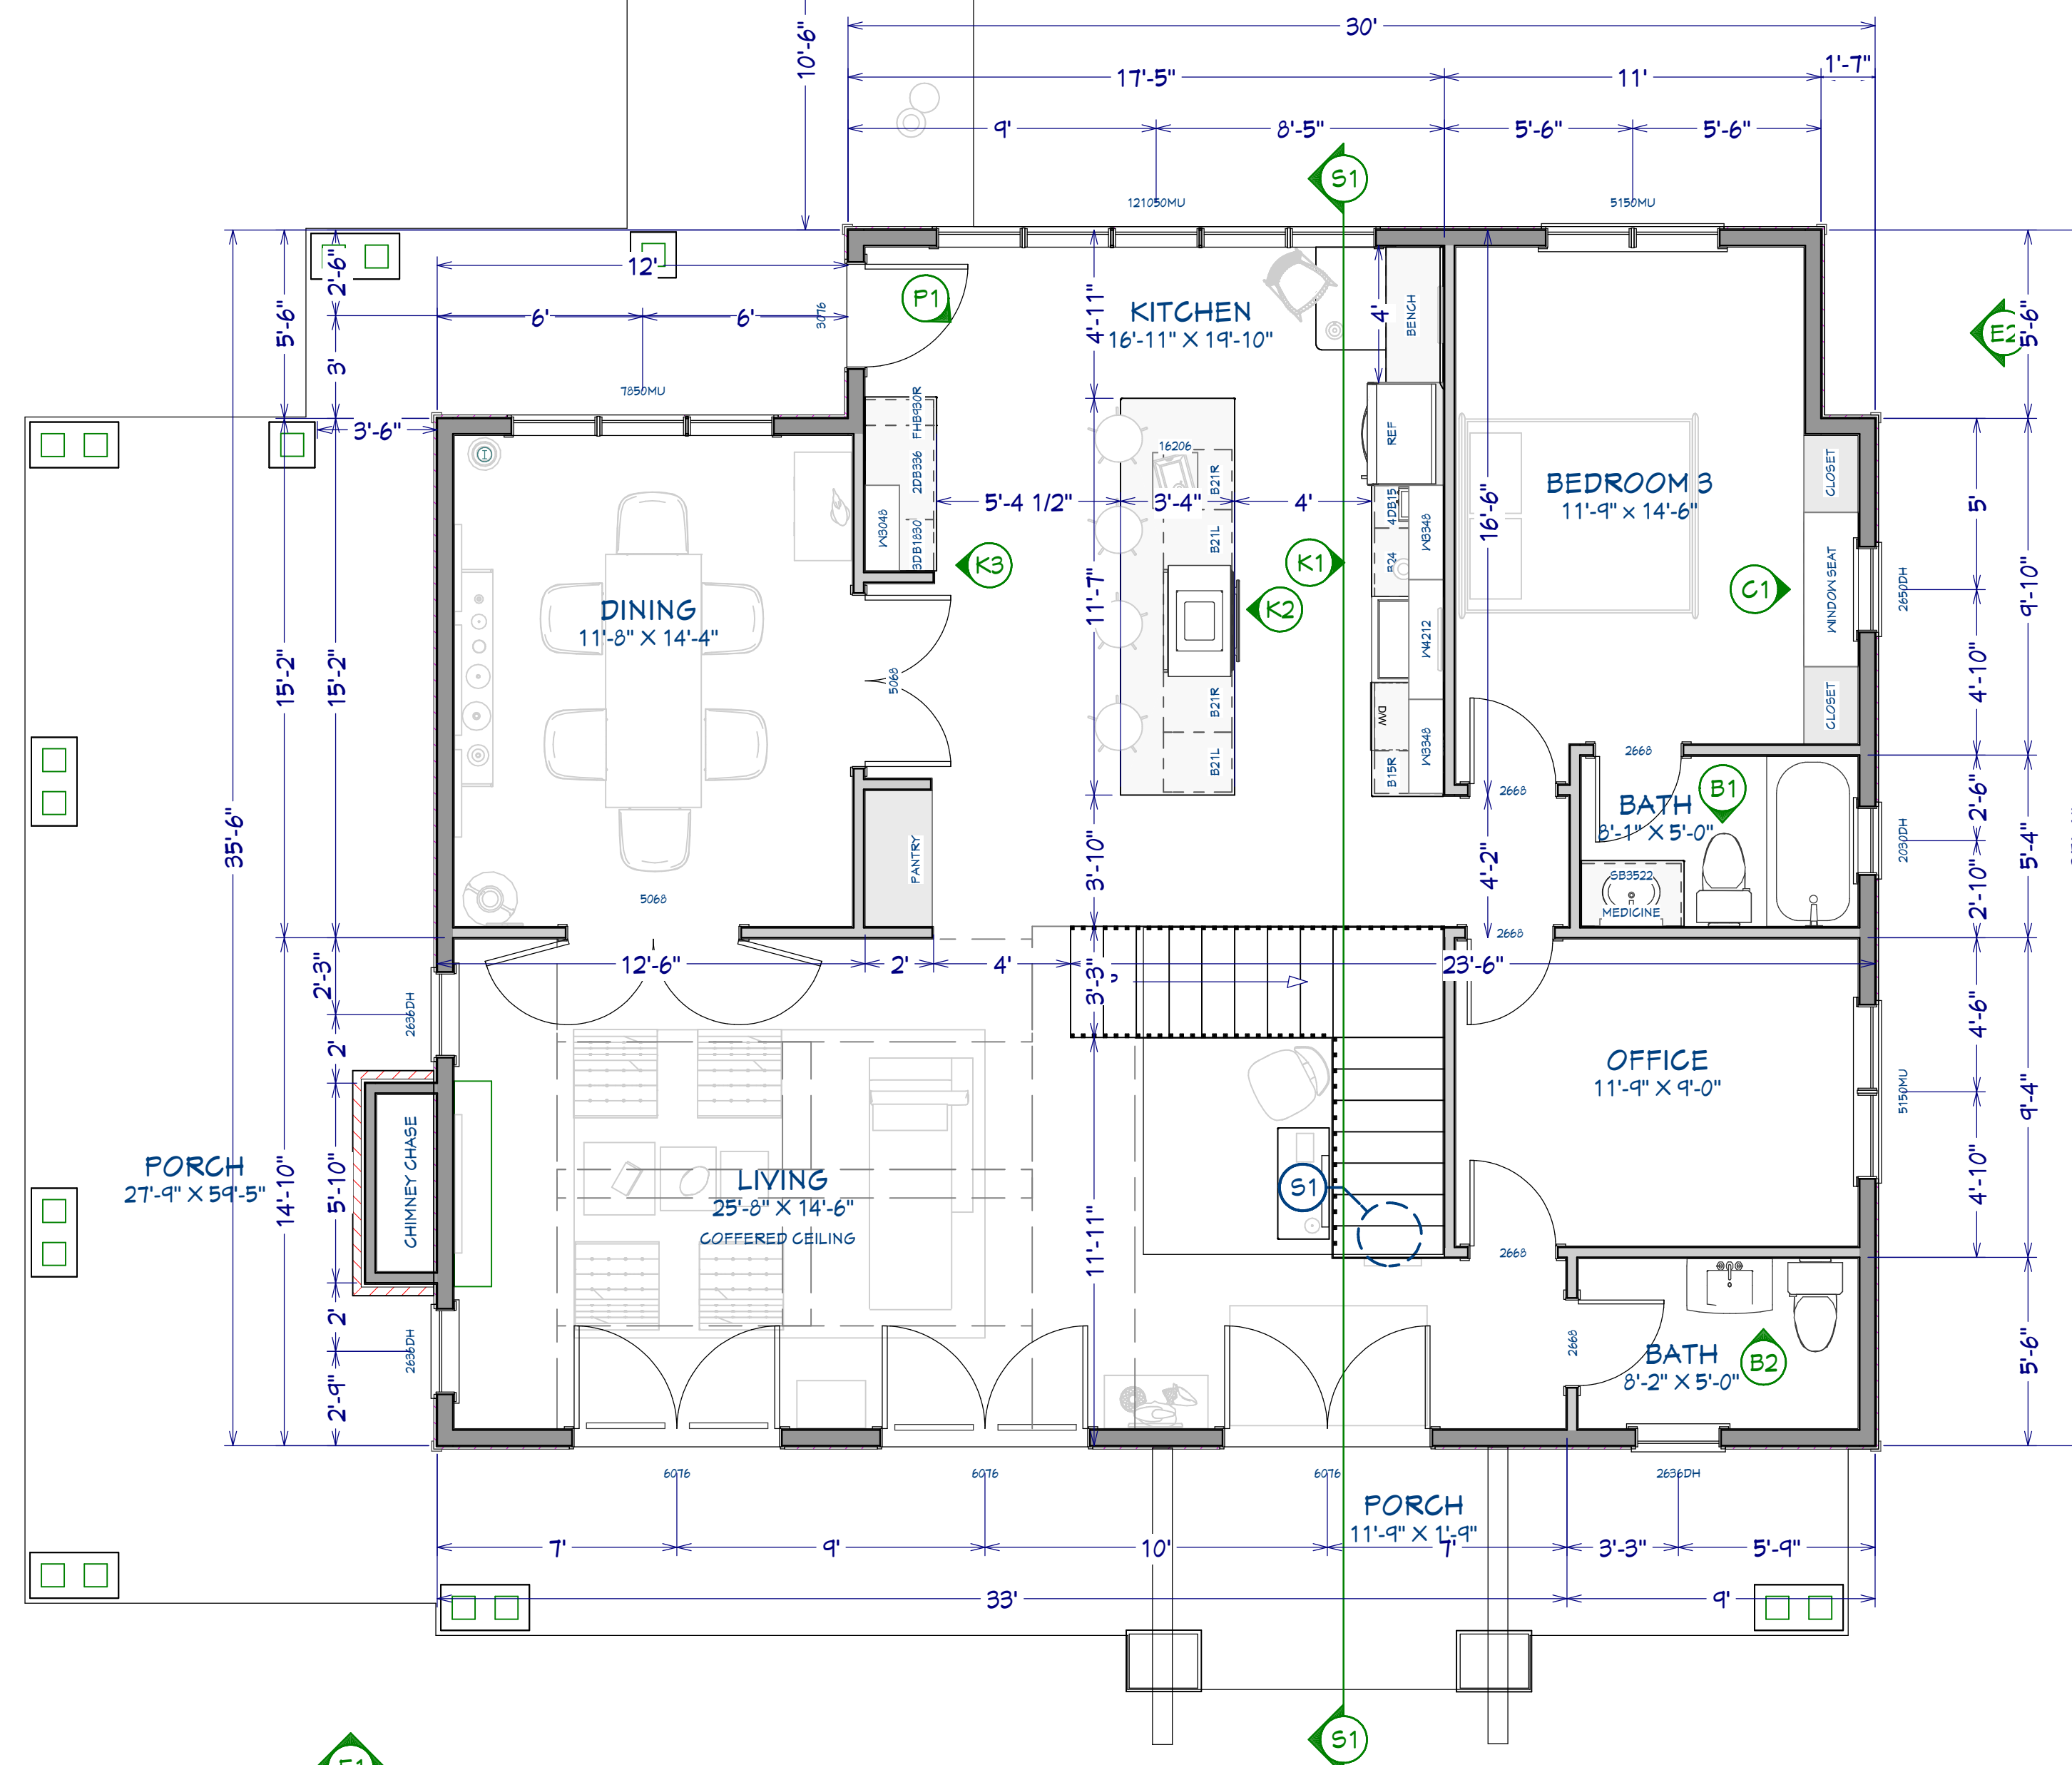 10'-6"
30'
17'-5"
11'
1'-7"
9'
8'-5"
5'-6"
5'-6"
S1
121050MU
5150MU
12'
6'
6'
3076
7850MU
P1
KITCHEN
16'-11" X 19'-10"
4'-11"
4'
BENCH
2'-6"
5'-6"
3'
3'-6"
E2
5'-6"
FHB930R
2DB336
W3048
3DB1830
5'-4 1/2"
3'-4"
4'
16206
B21R
B21L
REF
4DB15
W3348
B24
16'-6"
BEDROOM 3
11'-9" X 14'-6"
CLOSET
WINDOW SEAT
CLOSET
C1
2650DH
5'
9'-10"
4'-10"
K3
K1
K2
11'-7"
W4212
B21R
B21L
D/W
W3348
B15R
DINING
11'-8" X 14'-4"
5068
15'-2"
15'-2"
35'-6"
2668
2668
BATH
8'-1" X 5'-0"
B1
SB3522
MEDICINE
2030DH
2'-6"
5'-4"
2'-10"
PANTRY
3'-10"
4'-2"
5068
2668
12'-6"
2'
4'
3'-3"
23'-6"
2'-3"
2636DH
2'
CHIMNEY CHASE
5'-10"
14'-10"
PORCH
27'-9" X 59'-5"
LIVING
25'-8" X 14'-6"
COFFERED CEILING
11'-11"
S1
OFFICE
11'-9" X 9'-0"
4'-6"
5150MU
9'-4"
4'-10"
2668
2'
2636DH
2'-9"
2668
BATH
8'-2" X 5'-0"
B2
5'-6"
6076
6076
6076
2636DH
PORCH
11'-9" X 1'-9"
7'
9'
10'
7'
3'-3"
5'-9"
33'
9'
S1